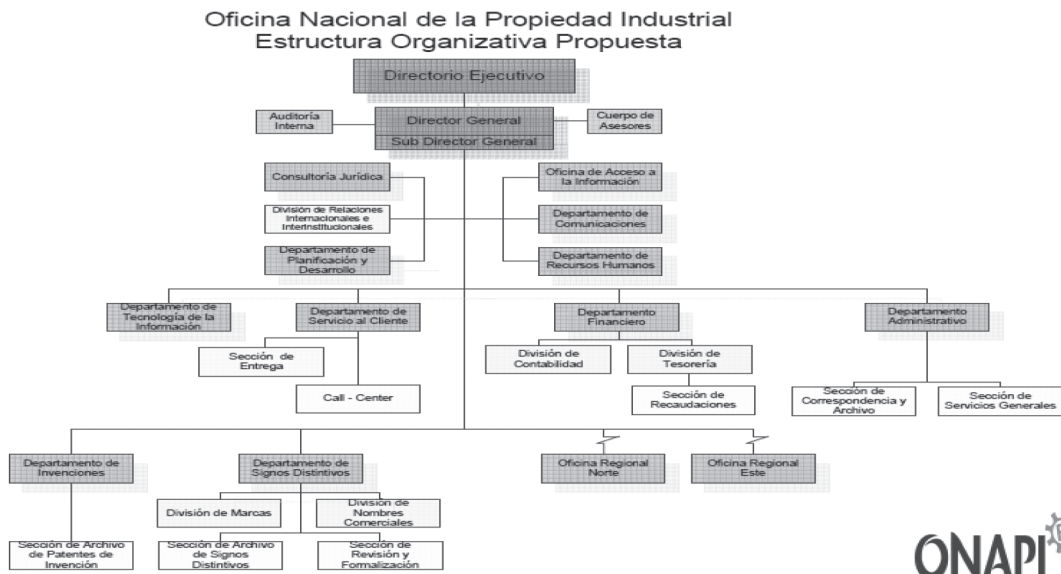 Oficina Nacional de la Propiedad Industrial
Estructura Organizativa Propuesta
Directorio Ejecutivo
Auditoría
Interna
Director General
Sub Director General
Cuerpo de
Asesores
Consultoría Jurídica
Oficina de Acceso a
la Información
División de Relaciones
Internacionales e
Interinstitucionales
Departamento de
Comunicaciones
Departamento de
Planificación y
Desarrollo
Departamento de
Recursos Humanos
Departamento de
Tecnología de la
Información
Departamento de
Servicio al Cliente
Departamento
Financiero
Departamento
Administrativo
Sección de
Entrega
Call - Center
División de
Contabilidad
División de
Tesorería
Sección de
Recaudaciones
Sección de
Correspondencia y
Archivo
Sección de
Servicios Generales
Departamento de
Invenciones
Departamento de
Signos Distintivos
Oficina Regional
Norte
Oficina Regional
Este
División de Marcas
División de
Nombres
Comerciales
Sección de Archivo
de Patentes de
Invención
Sección de Archivo
de Signos
Distintivos
Sección de
Revisión y
Formalización
ONAPI